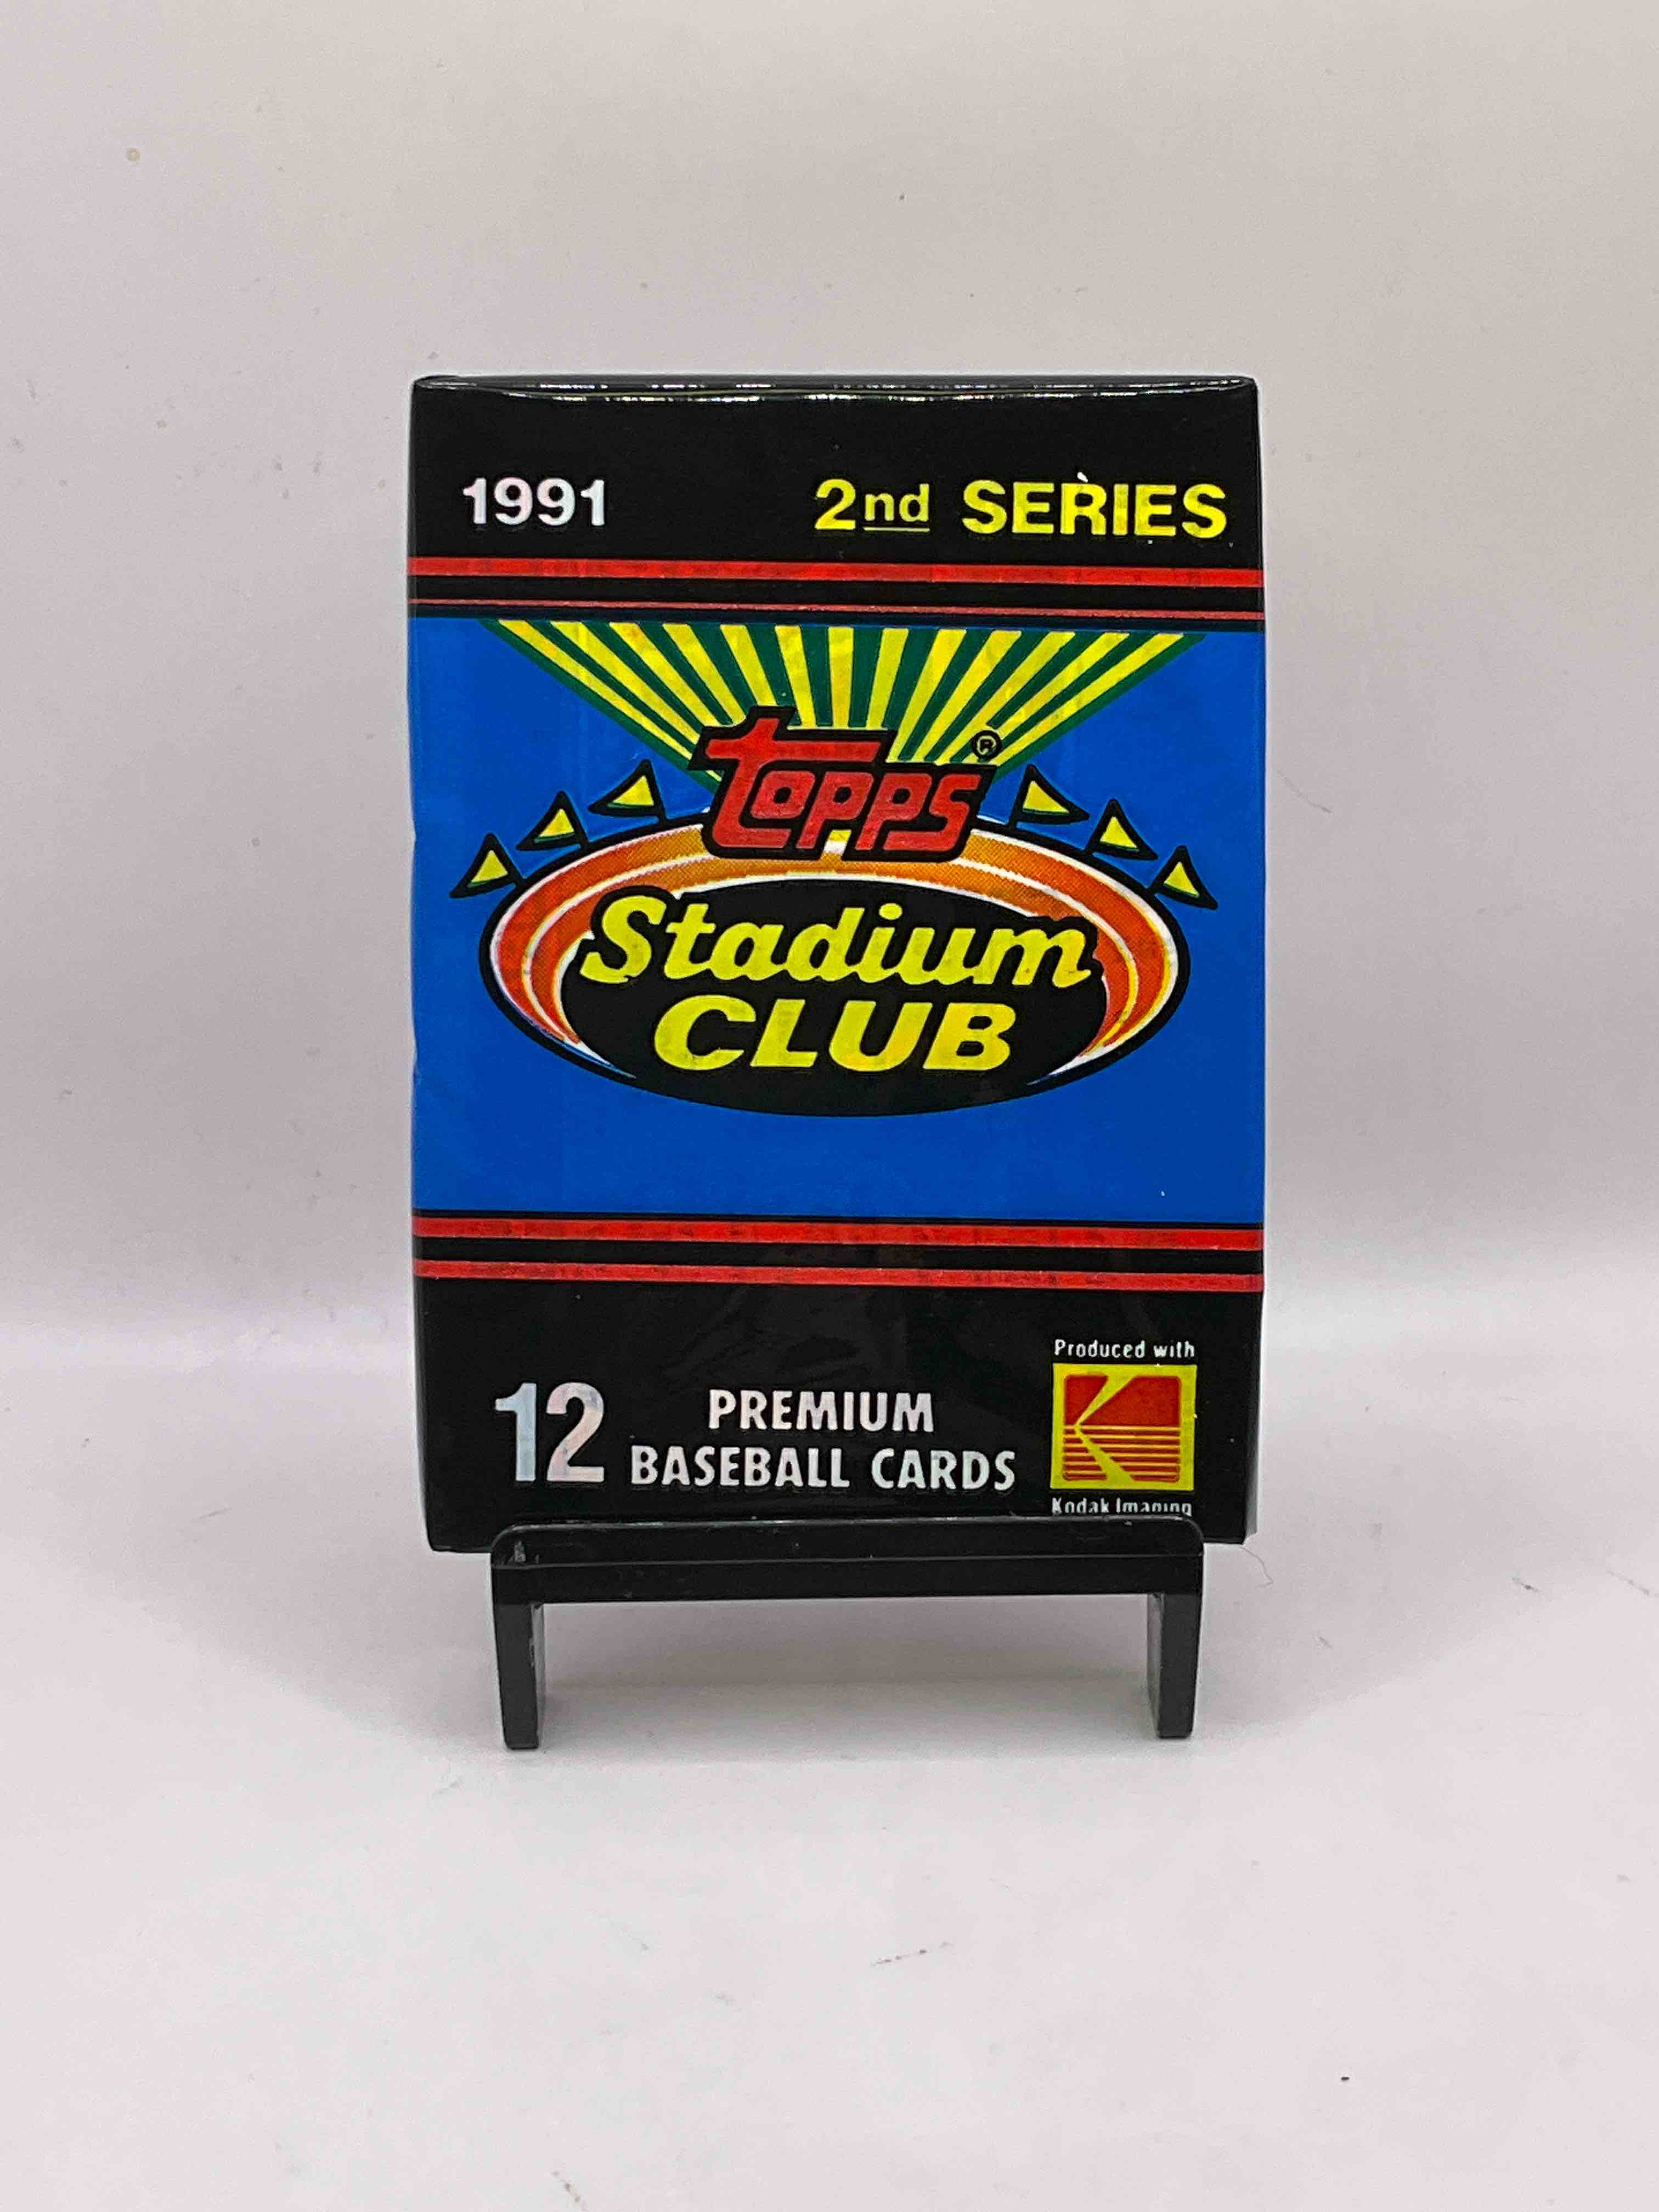 1991 2nd SERIES
topps®
Stadium
CLUB
Produced with
12 PREMIUM
BASEBALL CARDS
Kodak Imaging